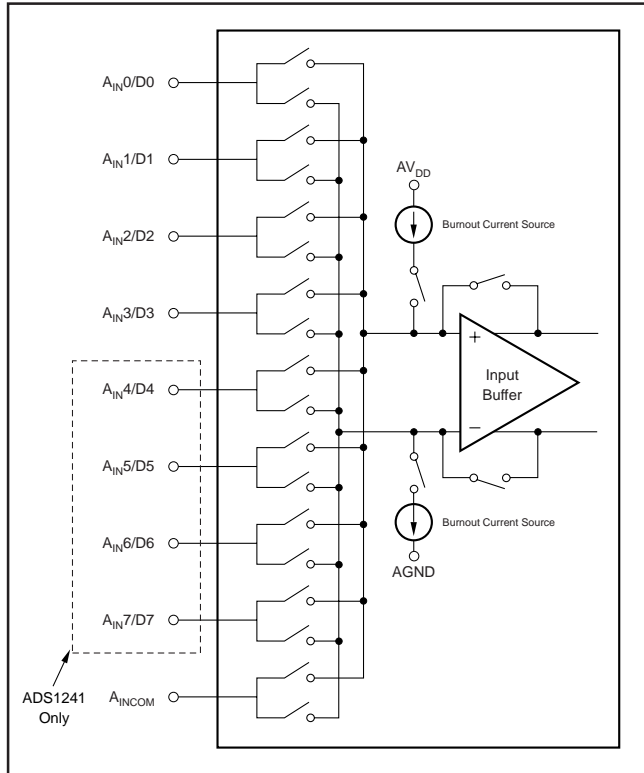 AIN0/D0
AIN1/D1
AVDD
Burnout Current Source
AIN2/D2
AIN3/D3
+
Input
Buffer
AIN4/D4
−
AIN5/D5
Burnout Current Source
AIN6/D6
AGND
AIN7/D7
ADS1241
Only
AINCOM